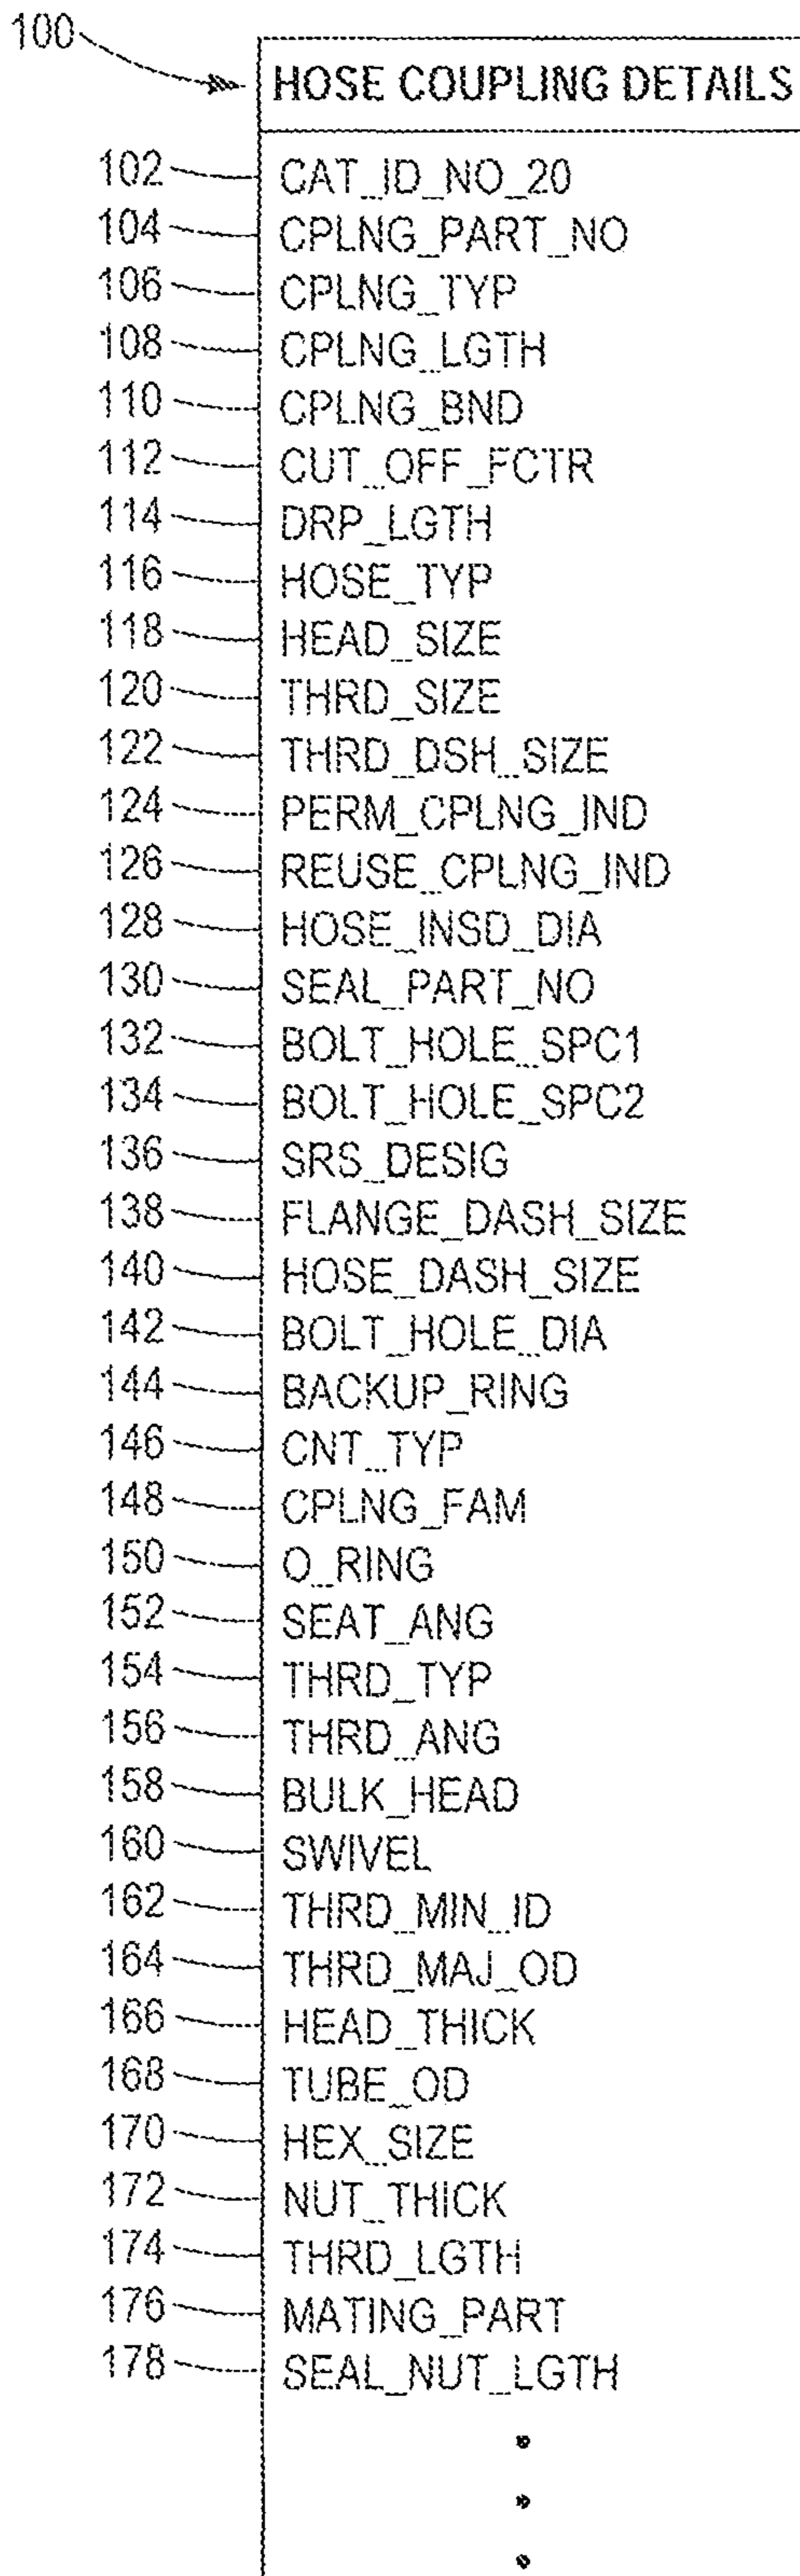 100
HOSE COUPLING DETAILS
102 CAT_ID_NO_20
104 CPLNG_PART_NO
106 CPLNG_TYP
108 CPLNG_LGTH
110 CPLNG_BND
112 CUT_OFF_FCTR
114 DRP_LGTH
116 HOSE_TYP
118 HEAD_SIZE
120 THRD_SIZE
122 THRD_DSH_SIZE
124 PERM_CPLNG_IND
126 REUSE_CPLNG_IND
128 HOSE_INSD_DIA
130 SEAL_PART_NO
132 BOLT_HOLE_SPC1
134 BOLT_HOLE_SPC2
136 SRS_DESIG
138 FLANGE_DASH_SIZE
140 HOSE_DASH_SIZE
142 BOLT_HOLE_DIA
144 BACKUP_RING
146 CNT_TYP
148 CPLNG_FAM
150 O_RING
152 SEAT_ANG
154 THRD_TYP
156 THRD_ANG
158 BULK_HEAD
160 SWIVEL
162 THRD_MIN_ID
164 THRD_MAJ_OD
166 HEAD_THICK
168 TUBE_OD
170 HEX_SIZE
172 NUT_THICK
174 THRD_LGTH
176 MATING_PART
178 SEAL_NUT_LGTH